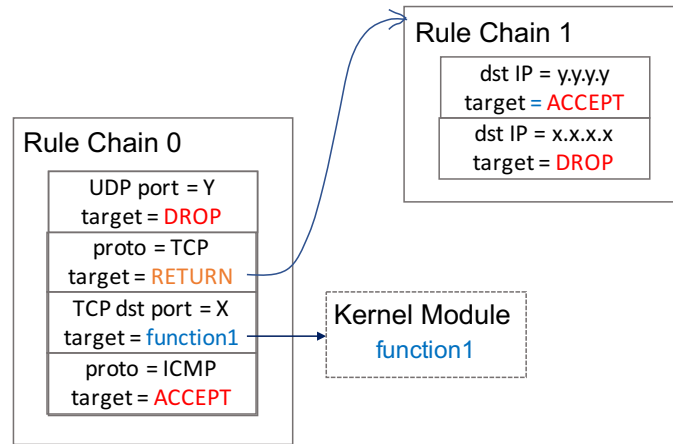 Rule Chain 1
dst IP = y.y.y.y
target = ACCEPT
dst IP = x.x.x.x
target = DROP
Rule Chain 0
UDP port = Y
target = DROP
proto = TCP
target = RETURN
TCP dst port = X
target = function1
proto = ICMP
target = ACCEPT
Kernel Module
function1